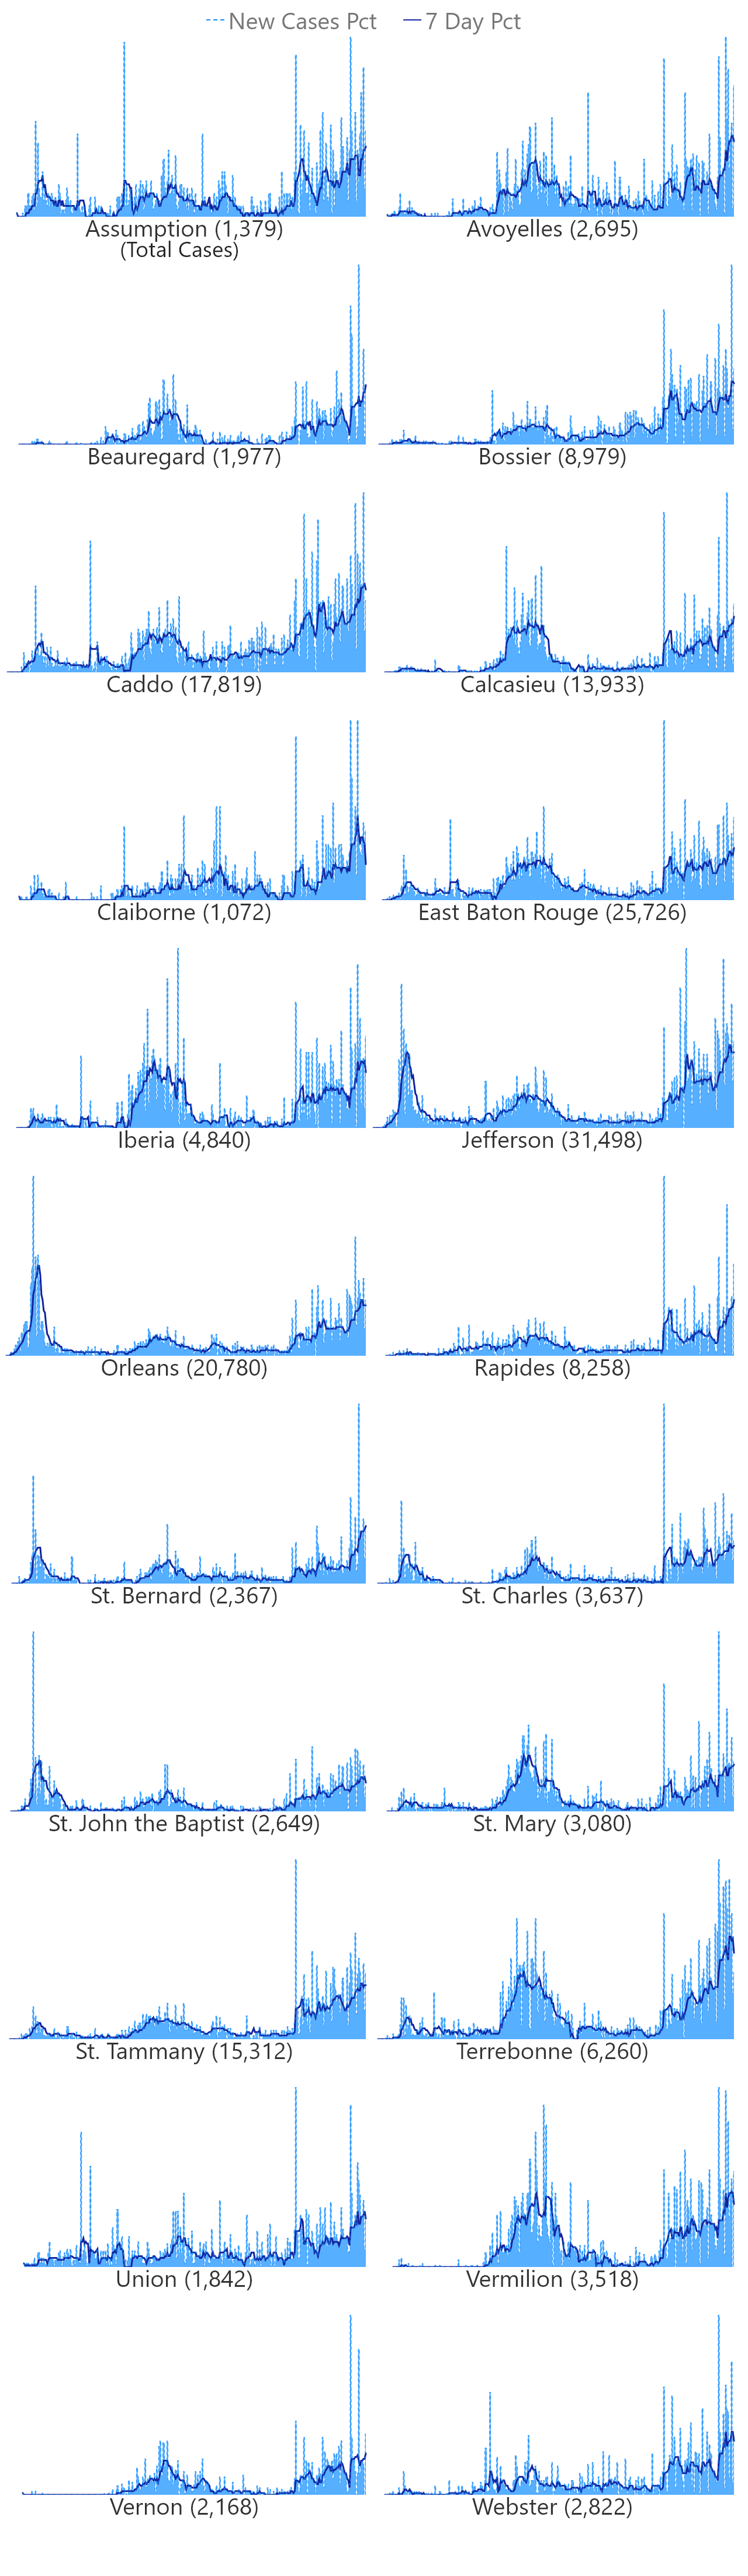 New Cases Pct 7 Day Pct
Assumption (1,379)
(Total Cases)
Avoyelles (2,695)
Beauregard (1,977)
Bossier (8,979)
Caddo (17,819)
Calcasieu (13,933)
Claiborne (1,072)
East Baton Rouge (25,726)
Iberia (4,840)
Jefferson (31,498)
Orleans (20,780)
Rapides (8,258)
St. Bernard (2,367)
St. Charles (3,637)
St. John the Baptist (2,649)
St. Mary (3,080)
St. Tammany (15,312)
Terrebonne (6,260)
Union (1,842)
Vermilion (3,518)
Vernon (2,168)
Webster (2,822)